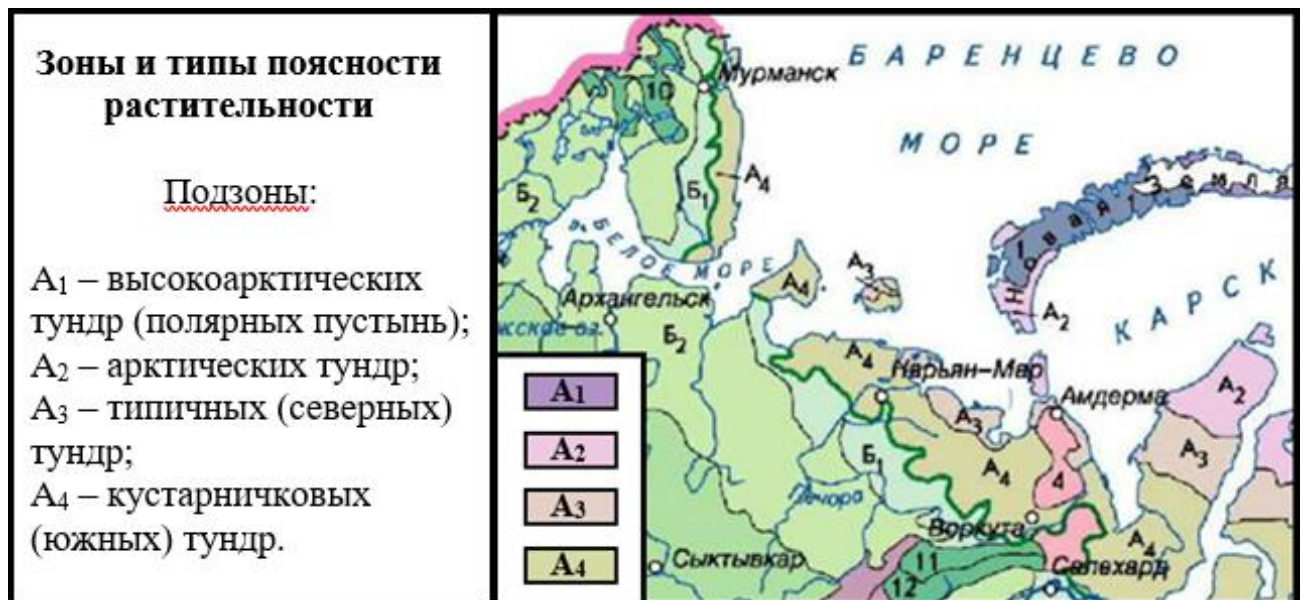 Зоны и типы поясности
растительности
Подзоны:
А1 – высокоарктических
тундр (полярных пустынь);
А2 – арктических тундр;
А3 – типичных (северных)
тундр;
А4 – кустарничковых
(южных) тундр.
БАРЕНЦЕВО
МОРЕ
Мурманск
10
А4
Б1
Б2
БЕЛОЕ МОРЕ
А4
А3
Новая Земля
1
1
А2
КАРСК
Архангельск
жское оз.
Б2
А4
Нарьян-Мар
А3
Амдерма
А2
А3
Б1
А4
4
Печора
Воркута
А4
Сыктывкар
11
12
Салехард
А1
А2
А3
А4